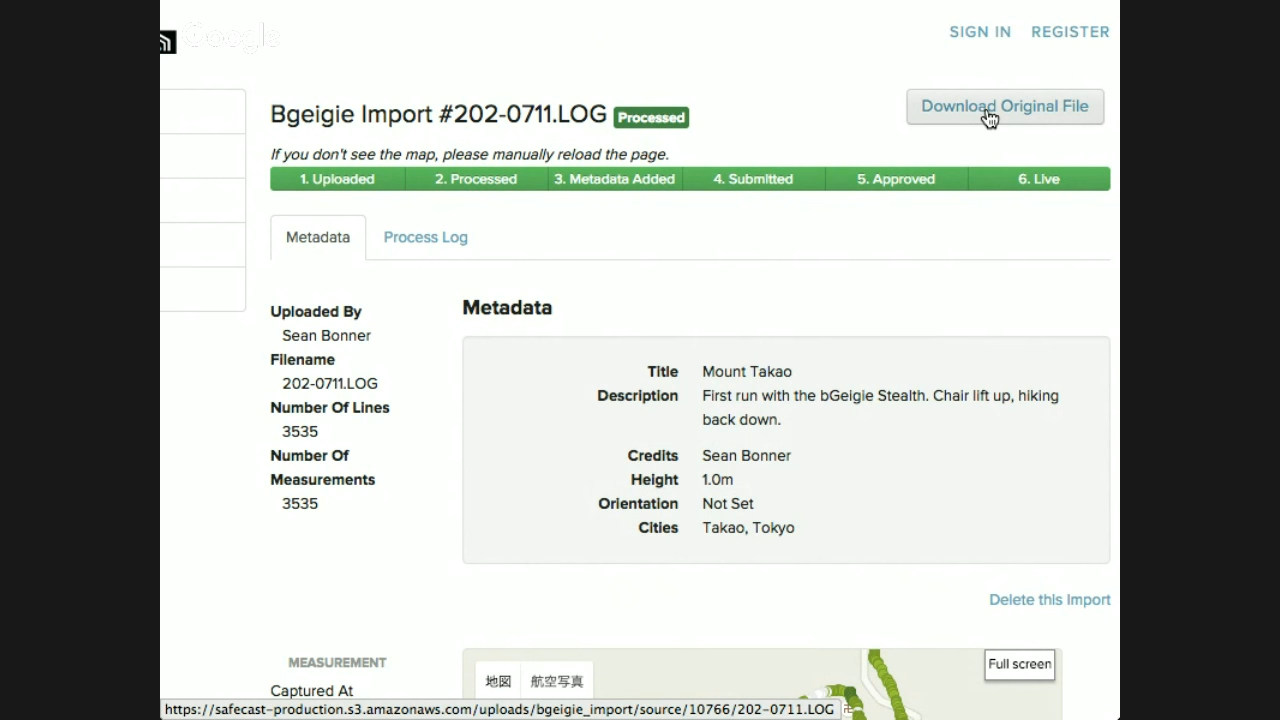 Google
SIGN IN REGISTER
Bgeigie Import #202-0711.LOG Processed
Download Original File
If you don't see the map, please manually reload the page.
1. Uploaded 2. Processed 3. Metadata Added 4. Submitted 5. Approved 6. Live
Metadata Process Log
Uploaded By
Sean Bonner
Filename
202-0711.LOG
Number Of Lines
3535
Number Of
Measurements
3535
Metadata
Title Mount Takao
Description First run with the bGeigie Stealth. Chair lift up, hiking
back down.
Credits Sean Bonner
Height 1.0m
Orientation Not Set
Cities Takao, Tokyo
Delete this Import
MEASUREMENT
Captured At
地図 航空写真
Full screen
https://safecast-production.s3.amazonaws.com/uploads/bgeigie_import/source/10766/202-0711.LOG